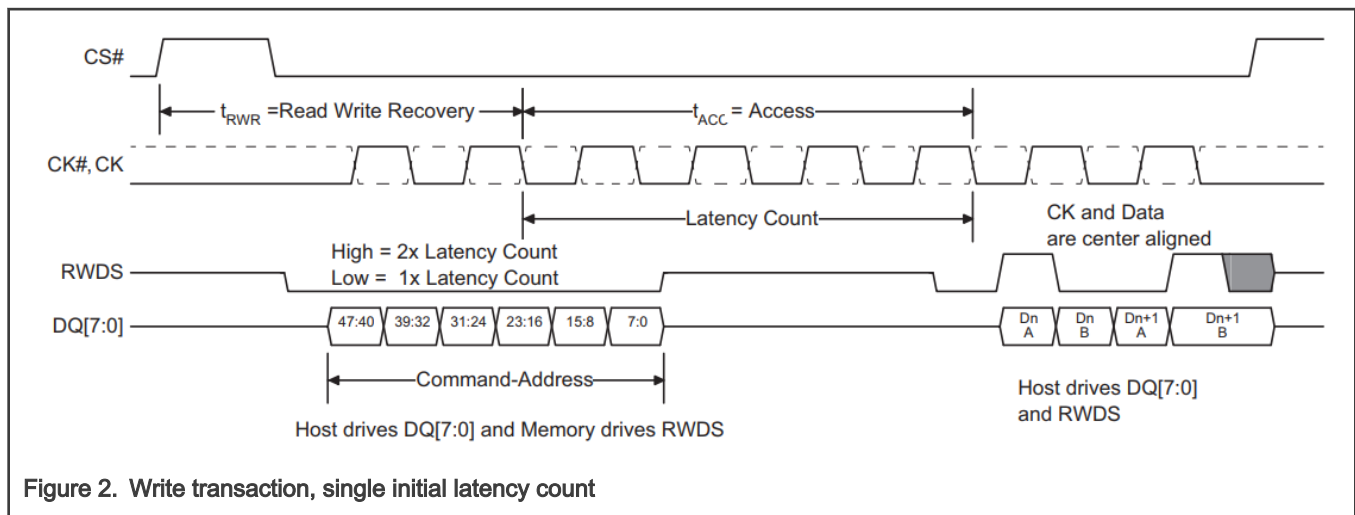 CS#
tRWR =Read Write Recovery
tACC = Access
CK#, CK
Latency Count
CK and Data
are center aligned
High = 2x Latency Count
Low = 1x Latency Count
RWDS
DQ[7:0]
47:40 39:32 31:24 23:16 15:8 7:0
Dn
A
Dn
B
Dn+1
A
Dn+1
B
Command-Address
Host drives DQ[7:0]
and RWDS
Host drives DQ[7:0] and Memory drives RWDS
Figure 2. Write transaction, single initial latency count